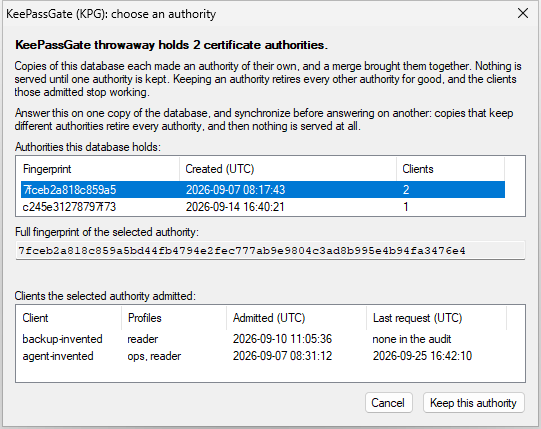 KeePassGate (KPG): choose an authority
KeePassGate throwaway holds 2 certificate authorities.
Copies of this database each made an authority of their own, and a merge brought them together. Nothing is
served until one authority is kept. Keeping an authority retires every other authority for good, and the clients
those admitted stop working.
Answer this on one copy of the database, and synchronize before answering on another: copies that keep
different authorities retire every authority, and then nothing is served at all.
Authorities this database holds:
Fingerprint Created (UTC) Clients
7fceb2a818c859a5 2026-09-07 08:17:43 2
c245e31278797f73 2026-09-14 16:40:21 1
Full fingerprint of the selected authority:
7fceb2a818c859a5bd44fb4794e2fec777ab9e9804c3ad8b995e4b94fa3476e4
Clients the selected authority admitted:
Client Profiles Admitted (UTC) Last request (UTC)
backup-invented reader 2026-09-10 11:05:36 none in the audit
agent-invented ops, reader 2026-09-07 08:31:12 2026-09-25 16:42:10
Cancel Keep this authority